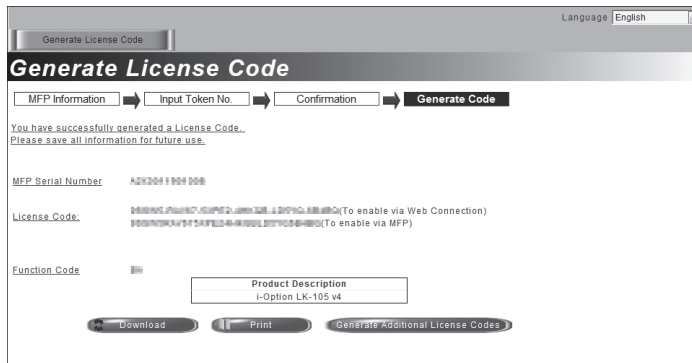 Language English
Generate License Code
Generate License Code
MFP Information Input Token No. Confirmation Generate Code
You have successfully generated a License Code.
Please save all information for future use.
MFP Serial Number
License Code: (To enable via Web Connection)
(To enable via MFP)
Function Code
Product Description
i-Option LK-105 v4
Download Print Generate Additional License Codes